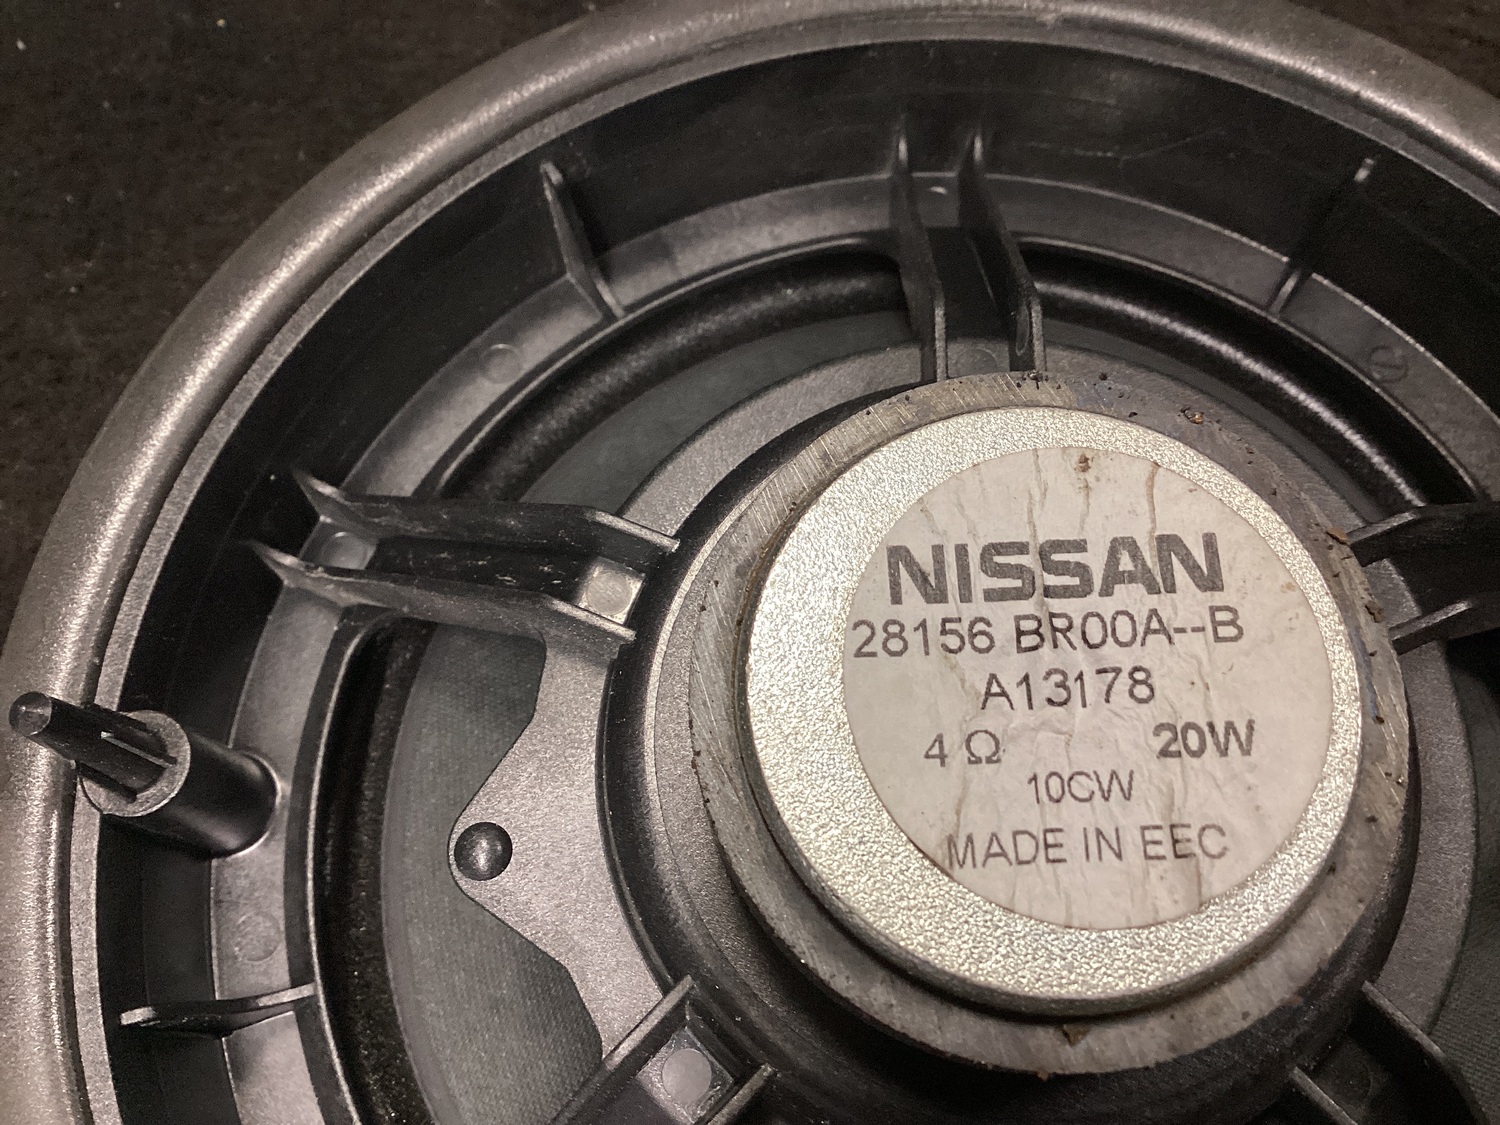 NISSAN
28156 BR00A--B
A13178
4 Ω 20W
10CW
MADE IN EEC